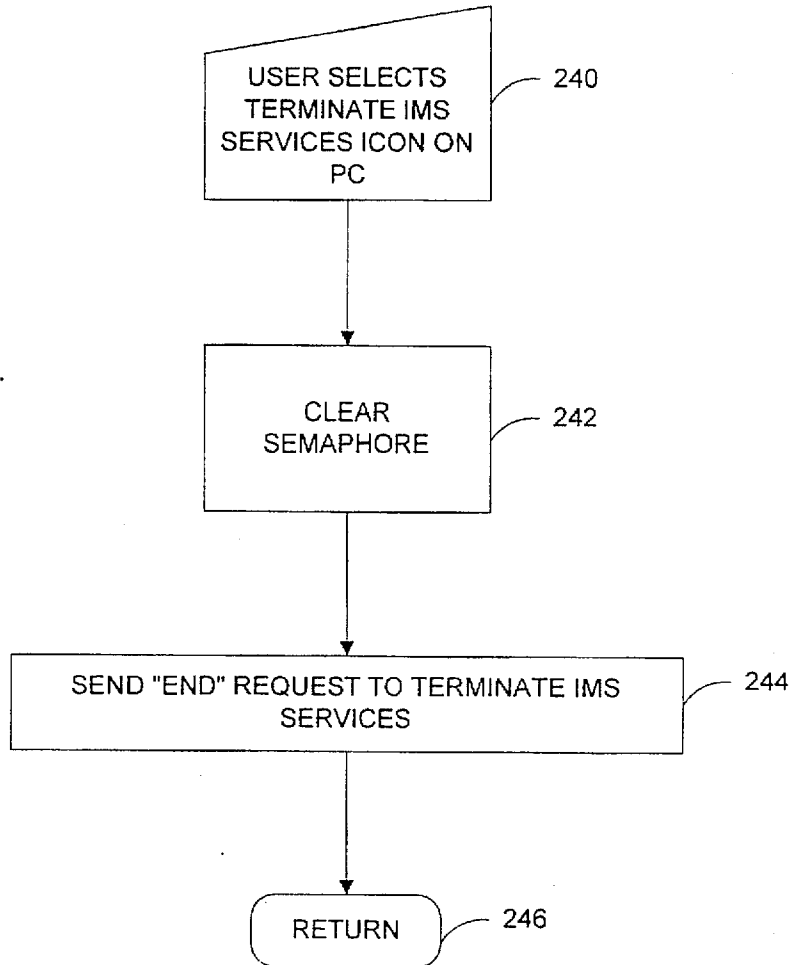 USER SELECTS
TERMINATE IMS
SERVICES ICON ON
PC
240
CLEAR
SEMAPHORE
242
SEND "END" REQUEST TO TERMINATE IMS
SERVICES
244
RETURN
246